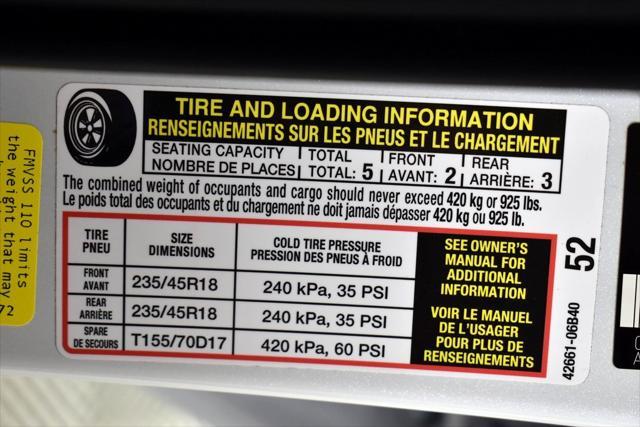 TIRE AND LOADING INFORMATION
RENSEIGNEMENTS SUR LES PNEUS ET LE CHARGEMENT
SEATING CAPACITY TOTAL FRONT REAR
NOMBRE DE PLACES TOTAL: 5 AVANT: 2 ARRIÈRE: 3
The combined weight of occupants and cargo should never exceed 420 kg or 925 lbs.
Le poids total des occupants et du chargement ne doit jamais dépasser 420 kg ou 925 lb.
TIRE SIZE COLD TIRE PRESSURE
PNEU DIMENSIONS PRESSION DES PNEUS À FROID
FRONT
AVANT 235/45R18 240 kPa, 35 PSI
REAR
ARRIÈRE 235/45R18 240 kPa, 35 PSI
SPARE
DE SECOURS T155/70D17 420 kPa, 60 PSI
SEE OWNER'S
MANUAL FOR
ADDITIONAL
INFORMATION
VOIR LE MANUEL
DE L'USAGER
POUR PLUS DE
RENSEIGNEMENTS
52
42661-06B40
FMVSS 110 limits
the weight that may
72